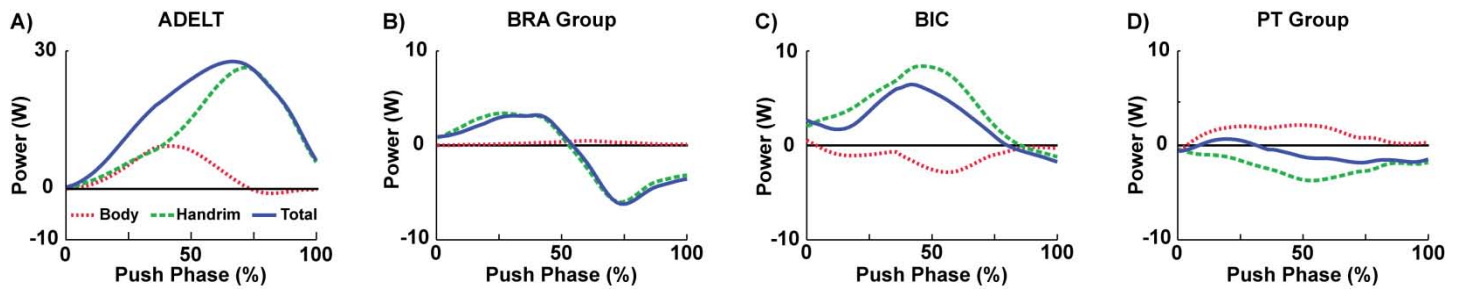 A) ADELT
30
0
-10
Power (W)
Body Handrim Total
0 50 100
Push Phase (%)
B) BRA Group
10
0
-10
Power (W)
0 50 100
Push Phase (%)
C) BIC
10
0
-10
Power (W)
0 50 100
Push Phase (%)
D) PT Group
10
0
-10
Power (W)
0 50 100
Push Phase (%)